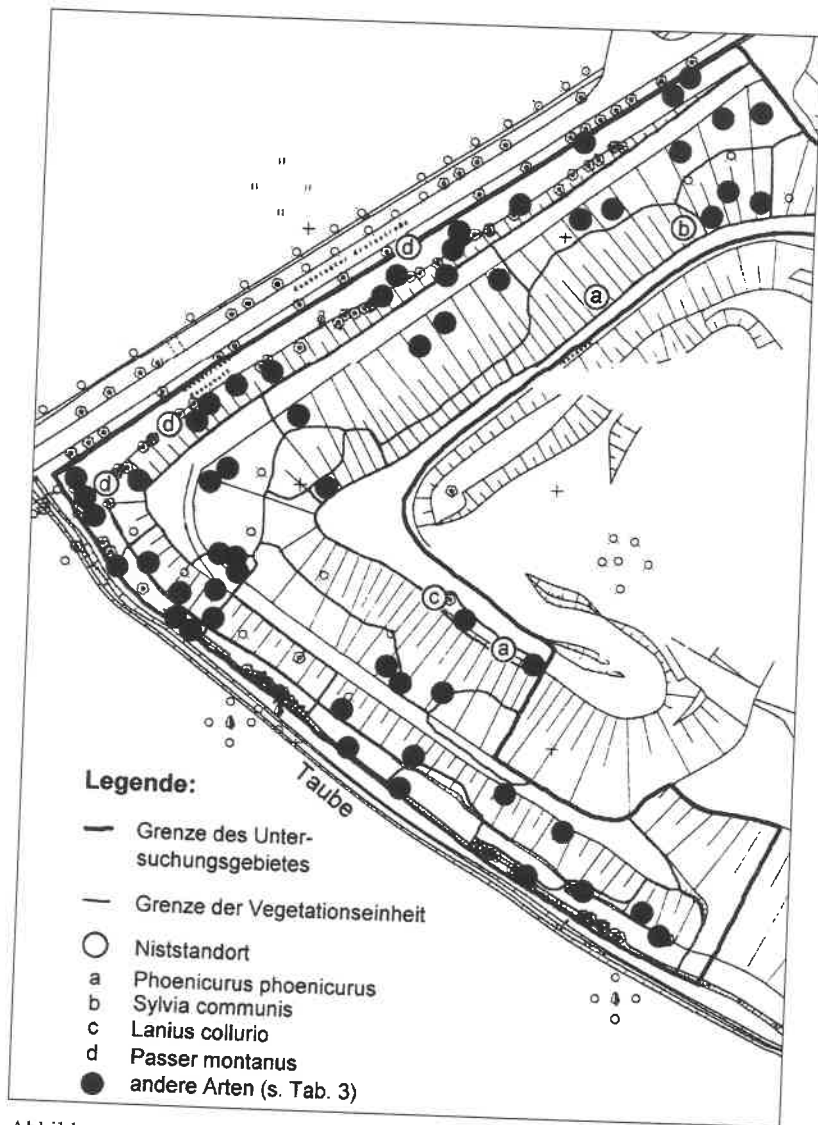 d
b
a
d
d
c
a
Taube
Legende:
Grenze des Unter-
suchungsgebietes
Grenze der Vegetationseinheit
Niststandort
a Phoenicurus phoenicurus
b Sylvia communis
c Lanius collurio
d Passer montanus
andere Arten (s. Tab. 3)